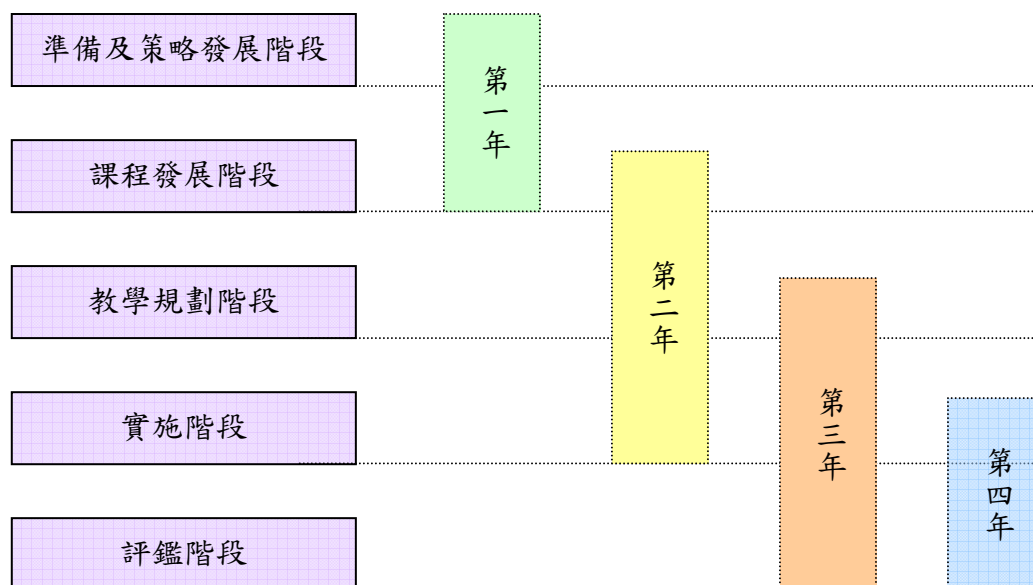 準備及策略發展階段
第一年
課程發展階段
第二年
教學規劃階段
第三年
實施階段
第四年
評鑑階段